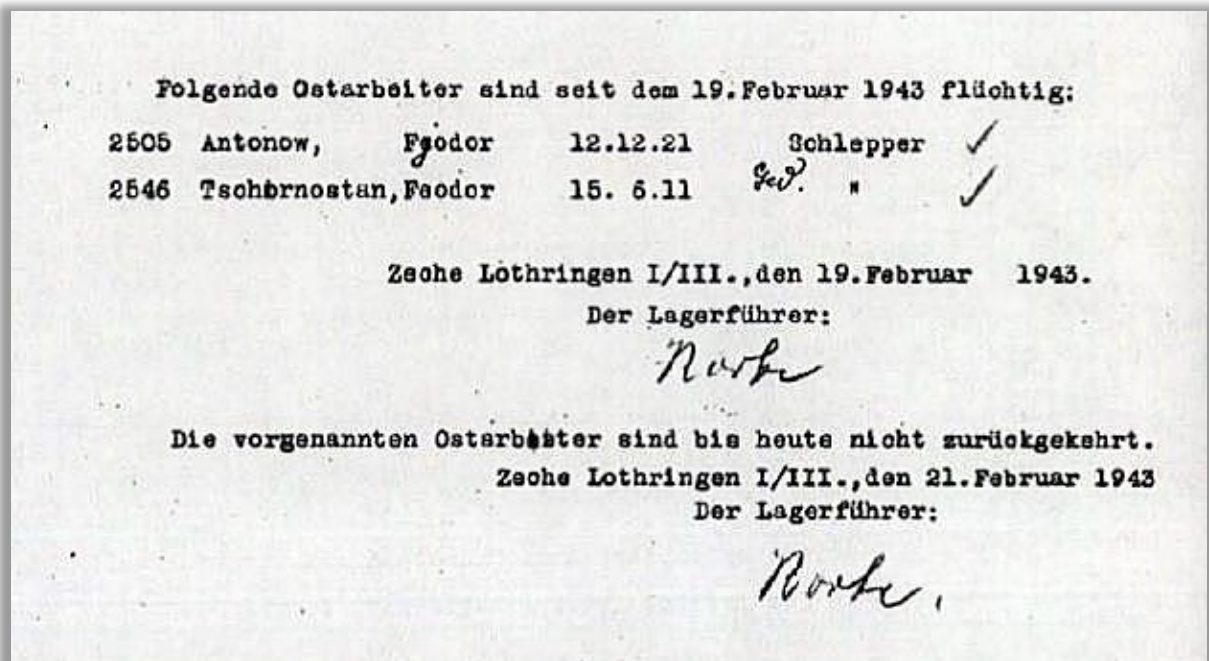 Folgende Ostarbeiter sind seit dem 19.Februar 1943 flüchtig:
2505 Antonow, Feodor 12.12.21 Schlepper ✓
2546 Tschornostan, Feodor 15. 6.11 " ✓
Zeche Lothringen I/III.,den 19.Februar 1943.
Der Lagerführer:
Die vorgenannten Ostarbeiter sind bis heute nicht zurückgekehrt.
Zeche Lothringen I/III.,den 21.Februar 1943
Der Lagerführer: